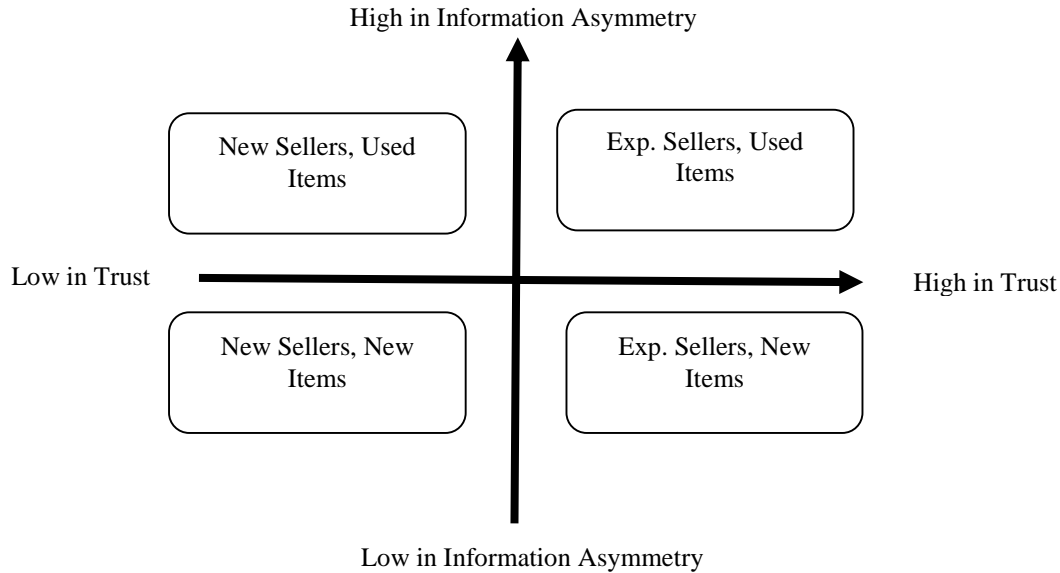 High in Information Asymmetry
New Sellers, Used
Items
Exp. Sellers, Used
Items
Low in Trust
High in Trust
New Sellers, New
Items
Exp. Sellers, New
Items
Low in Information Asymmetry